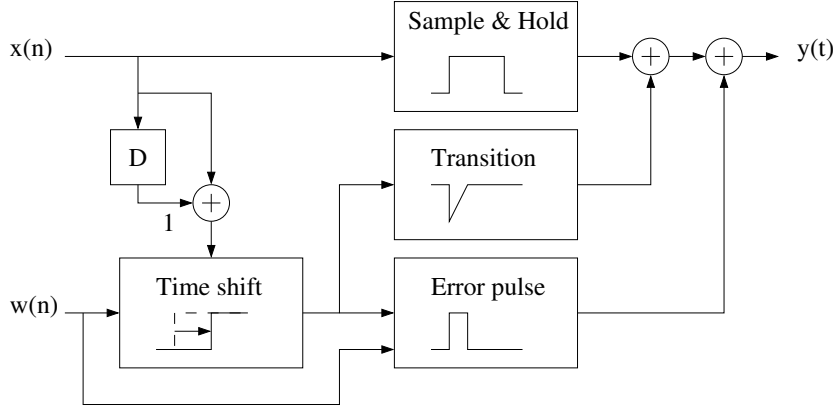 Sample & Hold
x(n)
+
+
y(t)
D
Transition
+
1
Time shift
Error pulse
w(n)